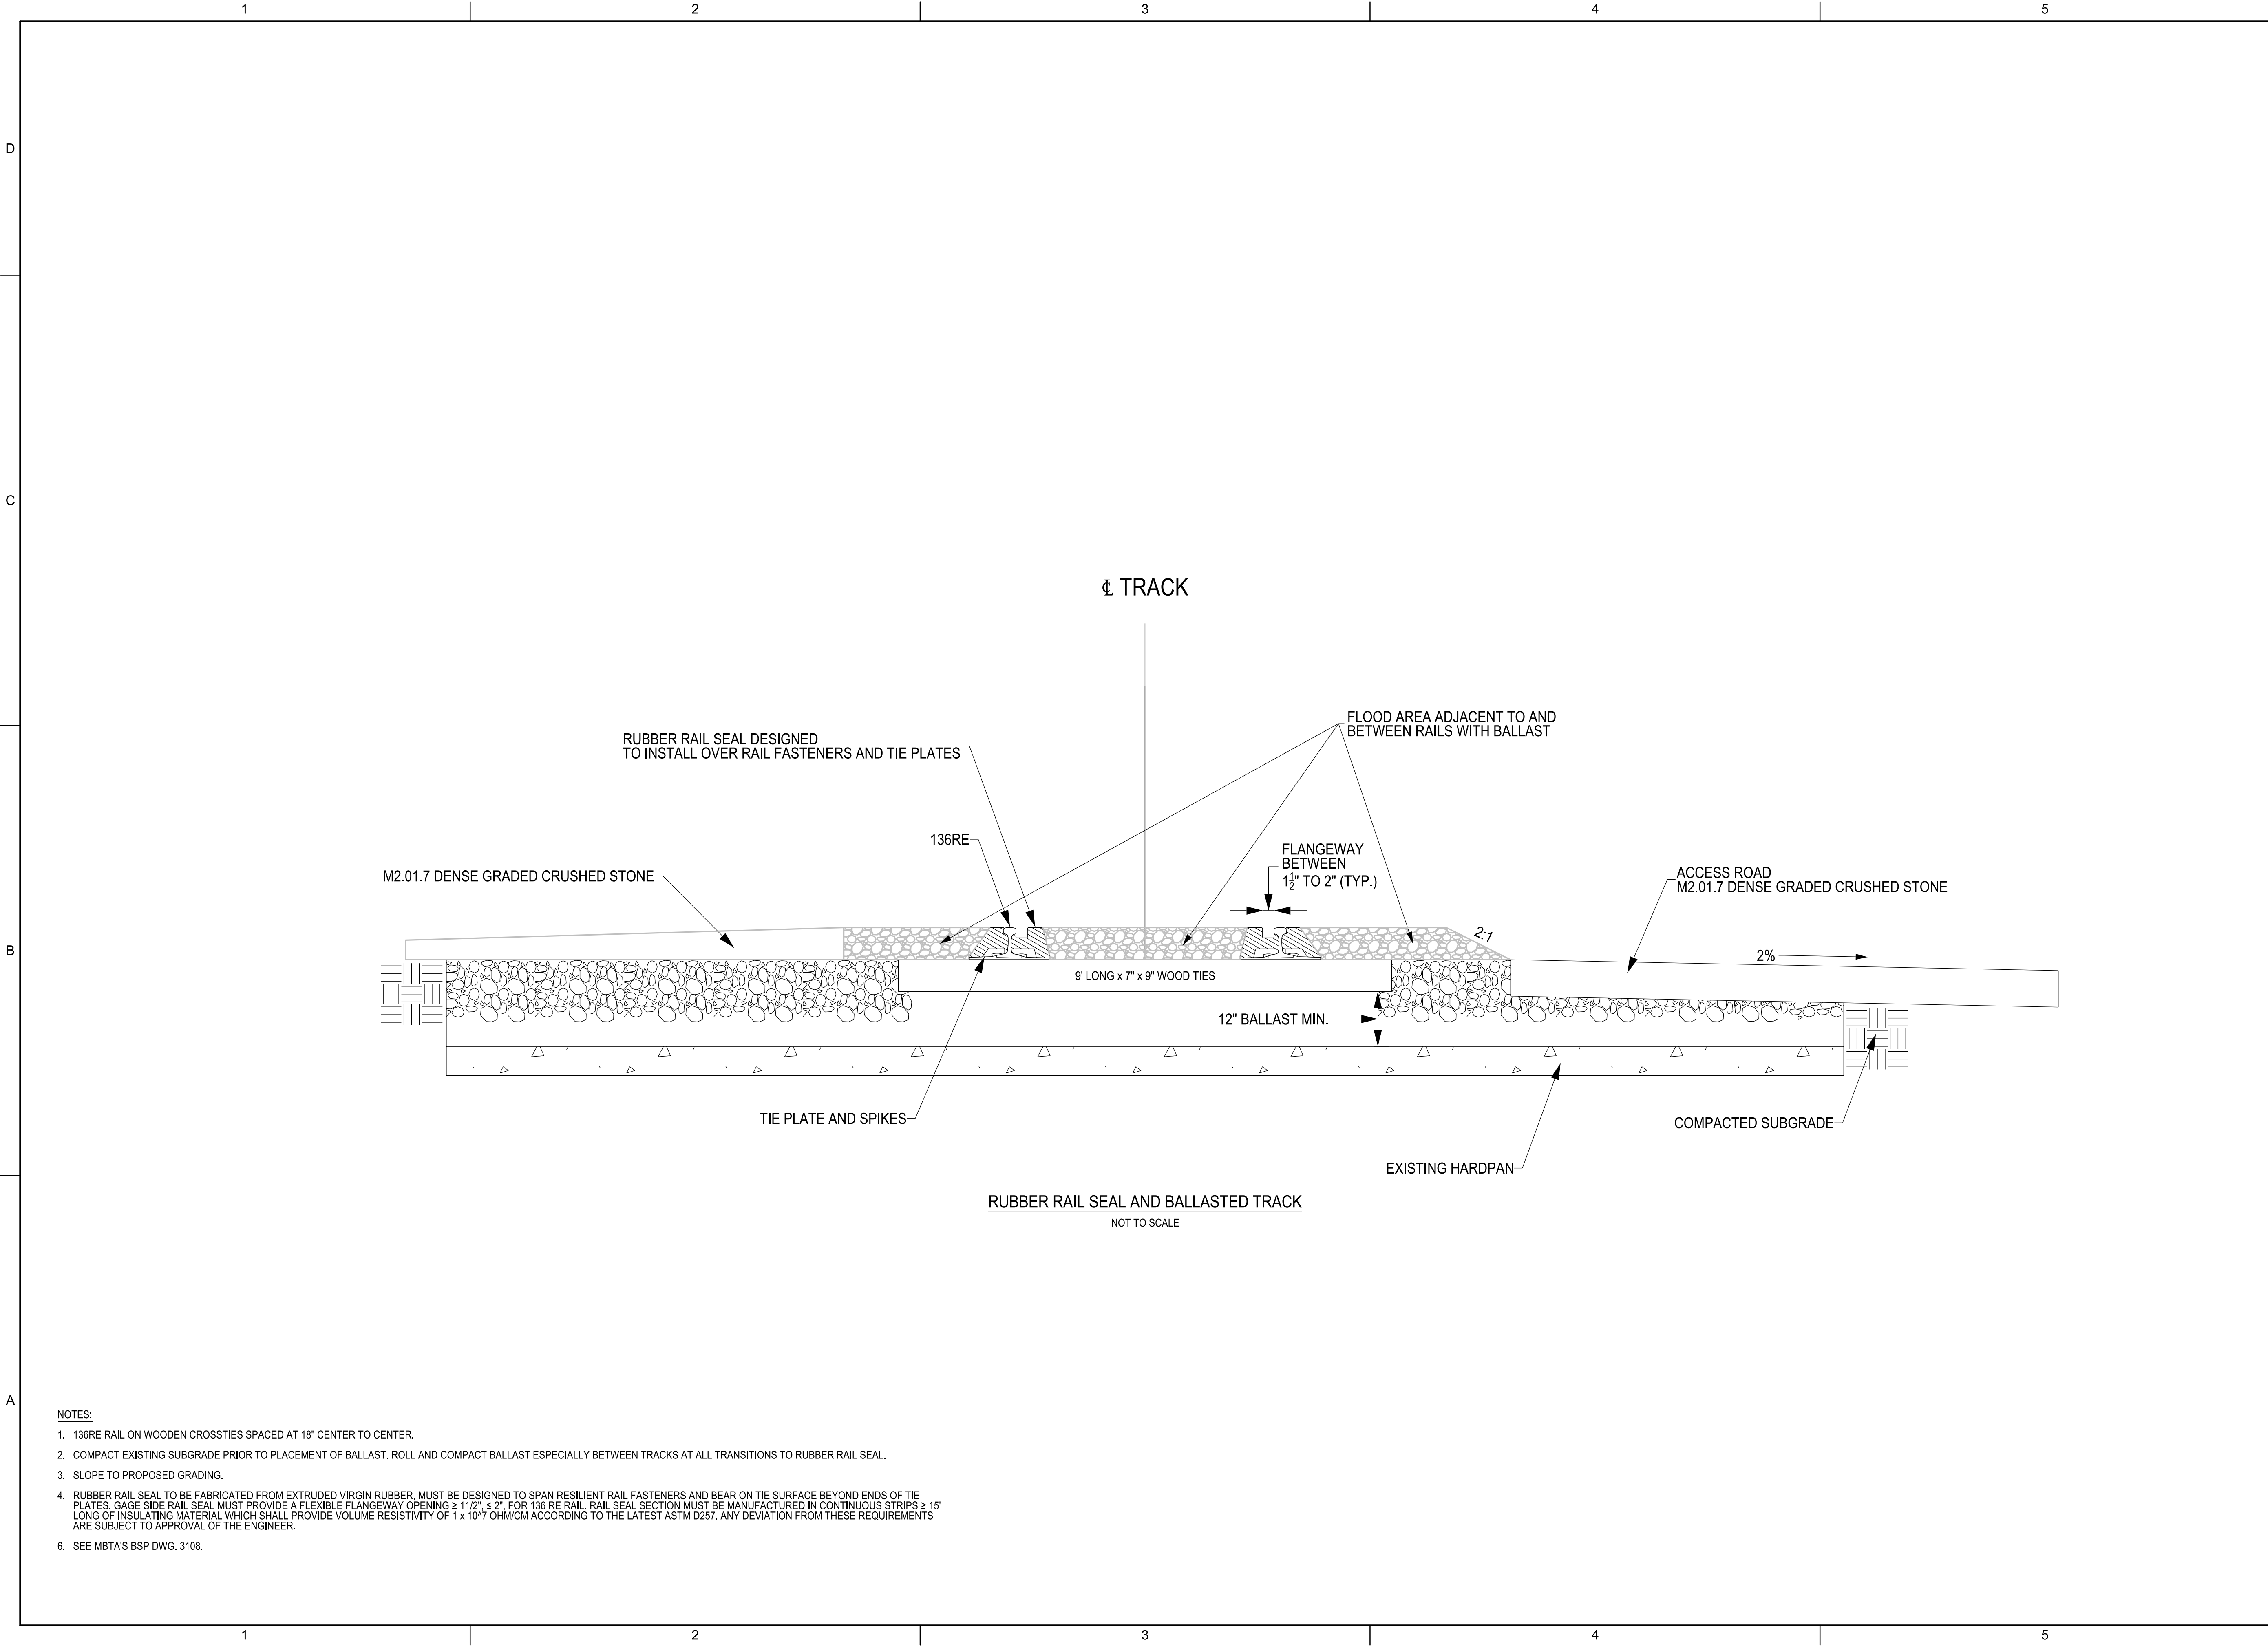 1 2 3 4 5
D
C
B
A
℄ TRACK
FLOOD AREA ADJACENT TO AND
BETWEEN RAILS WITH BALLAST
RUBBER RAIL SEAL DESIGNED
TO INSTALL OVER RAIL FASTENERS AND TIE PLATES
136RE
FLANGEWAY
BETWEEN
1 1/2" TO 2" (TYP.)
M2.01.7 DENSE GRADED CRUSHED STONE
ACCESS ROAD
M2.01.7 DENSE GRADED CRUSHED STONE
2:1
2%
9' LONG x 7" x 9" WOOD TIES
12" BALLAST MIN.
TIE PLATE AND SPIKES
COMPACTED SUBGRADE
EXISTING HARDPAN
RUBBER RAIL SEAL AND BALLASTED TRACK
NOT TO SCALE
NOTES:
1. 136RE RAIL ON WOODEN CROSSTIES SPACED AT 18" CENTER TO CENTER.
2. COMPACT EXISTING SUBGRADE PRIOR TO PLACEMENT OF BALLAST. ROLL AND COMPACT BALLAST ESPECIALLY BETWEEN TRACKS AT ALL TRANSITIONS TO RUBBER RAIL SEAL.
3. SLOPE TO PROPOSED GRADING.
4. RUBBER RAIL SEAL TO BE FABRICATED FROM EXTRUDED VIRGIN RUBBER, MUST BE DESIGNED TO SPAN RESILIENT RAIL FASTENERS AND BEAR ON TIE SURFACE BEYOND ENDS OF TIE
PLATES. GAGE SIDE RAIL SEAL MUST PROVIDE A FLEXIBLE FLANGEWAY OPENING ≥ 11/2", ≤ 2", FOR 136 RE RAIL. RAIL SEAL SECTION MUST BE MANUFACTURED IN CONTINUOUS STRIPS ≥ 15'
LONG OF INSULATING MATERIAL WHICH SHALL PROVIDE VOLUME RESISTIVITY OF 1 x 10^7 OHM/CM ACCORDING TO THE LATEST ASTM D257. ANY DEVIATION FROM THESE REQUIREMENTS
ARE SUBJECT TO APPROVAL OF THE ENGINEER.
6. SEE MBTA'S BSP DWG. 3108.
1 2 3 4 5